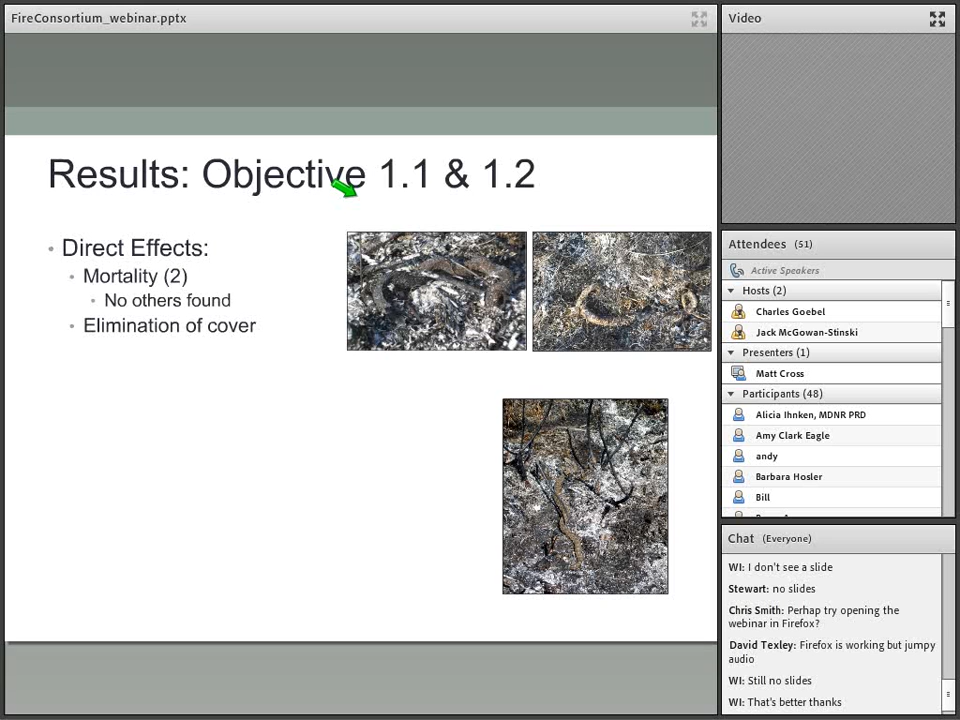 FireConsortium_webinar.pptx
Results: Objective 1.1 & 1.2
• Direct Effects:
• Mortality (2)
• No others found
• Elimination of cover
Video
Attendees (51)
Active Speakers
Hosts (2)
Charles Goebel
Jack McGowan-Stinski
Presenters (1)
Matt Cross
Participants (48)
Alicia Ihnken, MDNR PRD
Amy Clark Eagle
andy
Barbara Hosler
Bill
Chat (Everyone)
WI: I don't see a slide
Stewart: no slides
Chris Smith: Perhap try opening the
webinar in Firefox?
David Texley: Firefox is working but jumpy
audio
WI: Still no slides
WI: That's better thanks